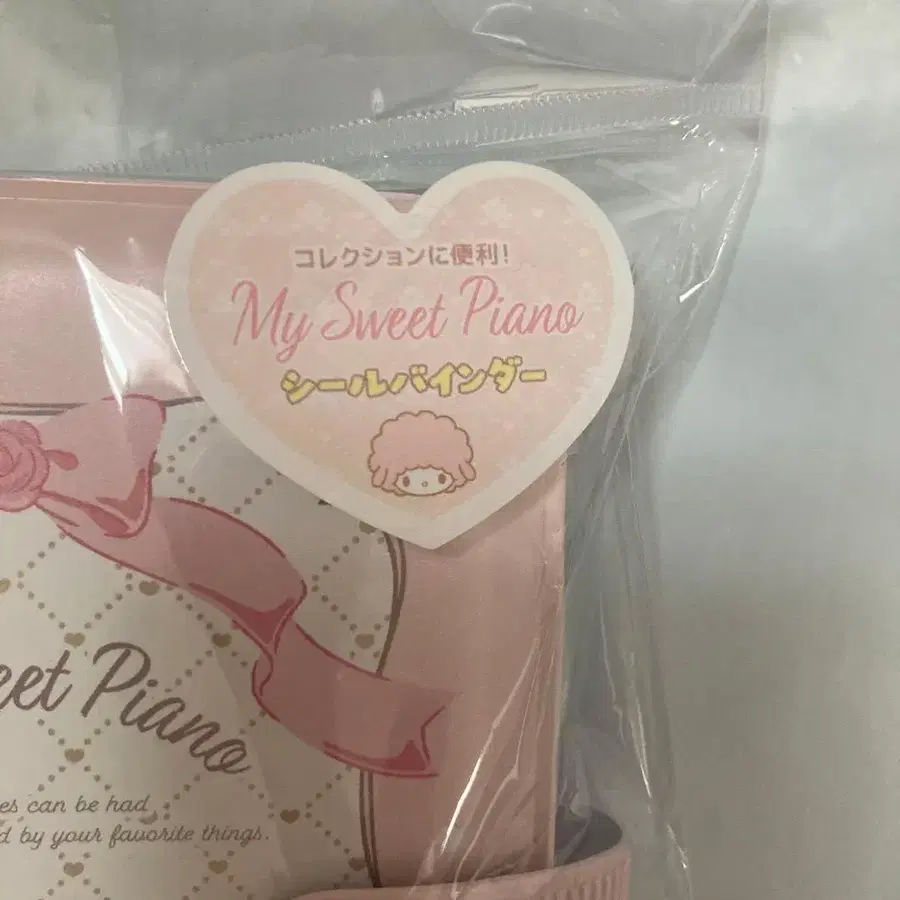 コレクションに便利!
My Sweet Piano
シールバインダー
eet Piano
es can be had
d by your favorite things.